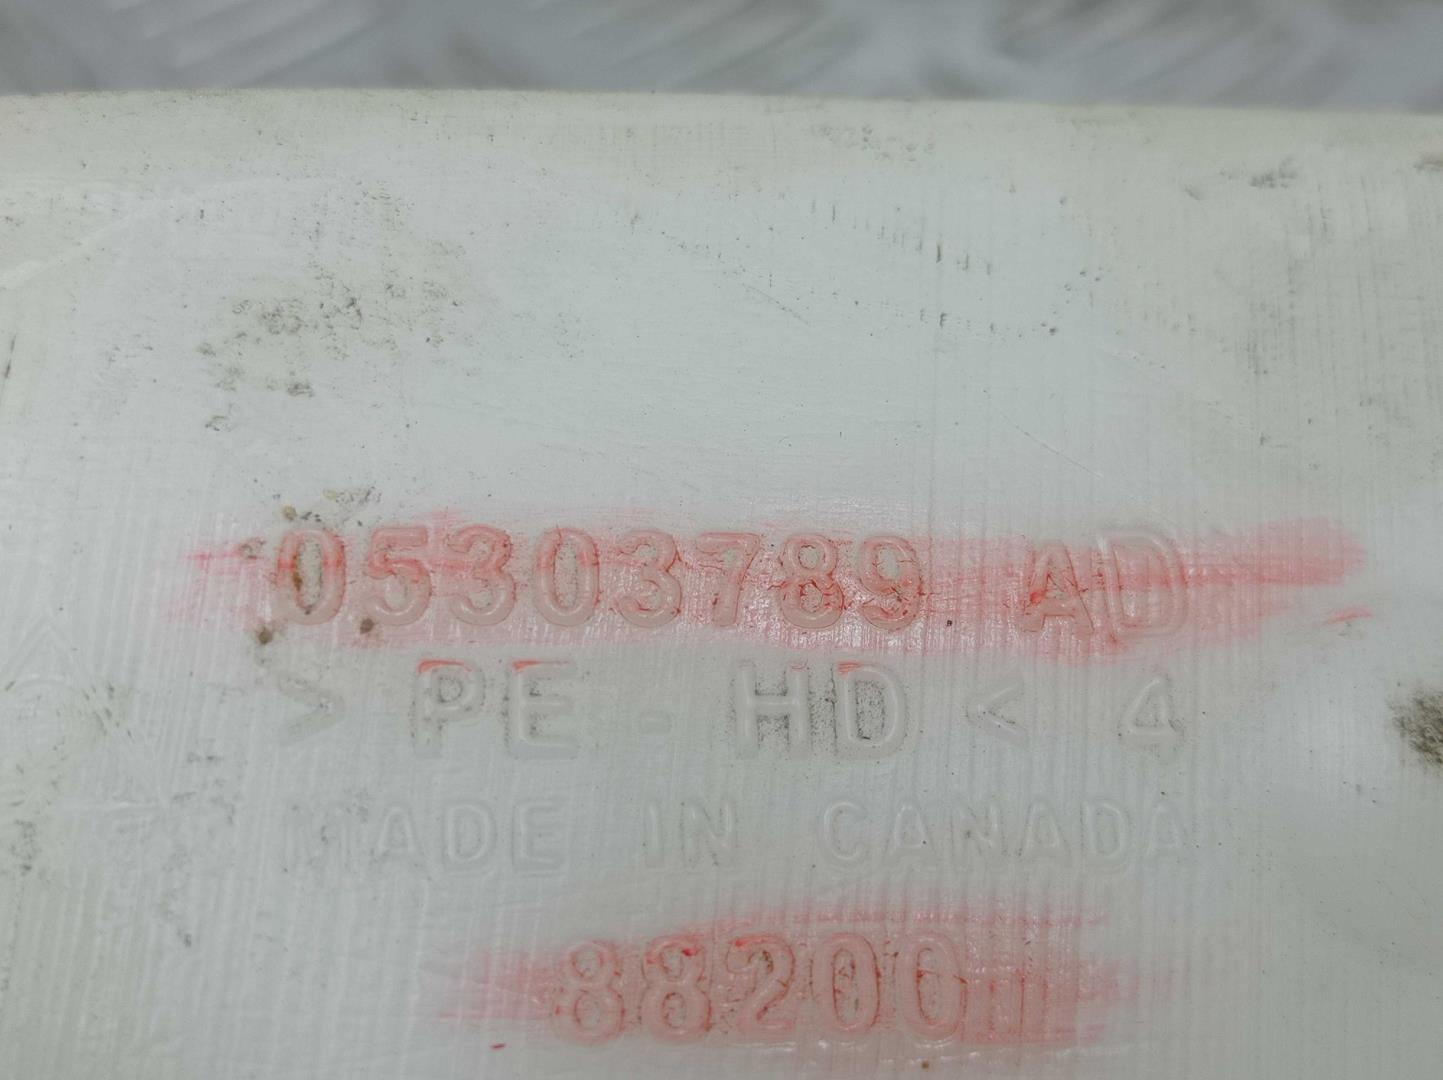 05303789 AD
> PE - HD < 4
MADE IN CANADA
88200